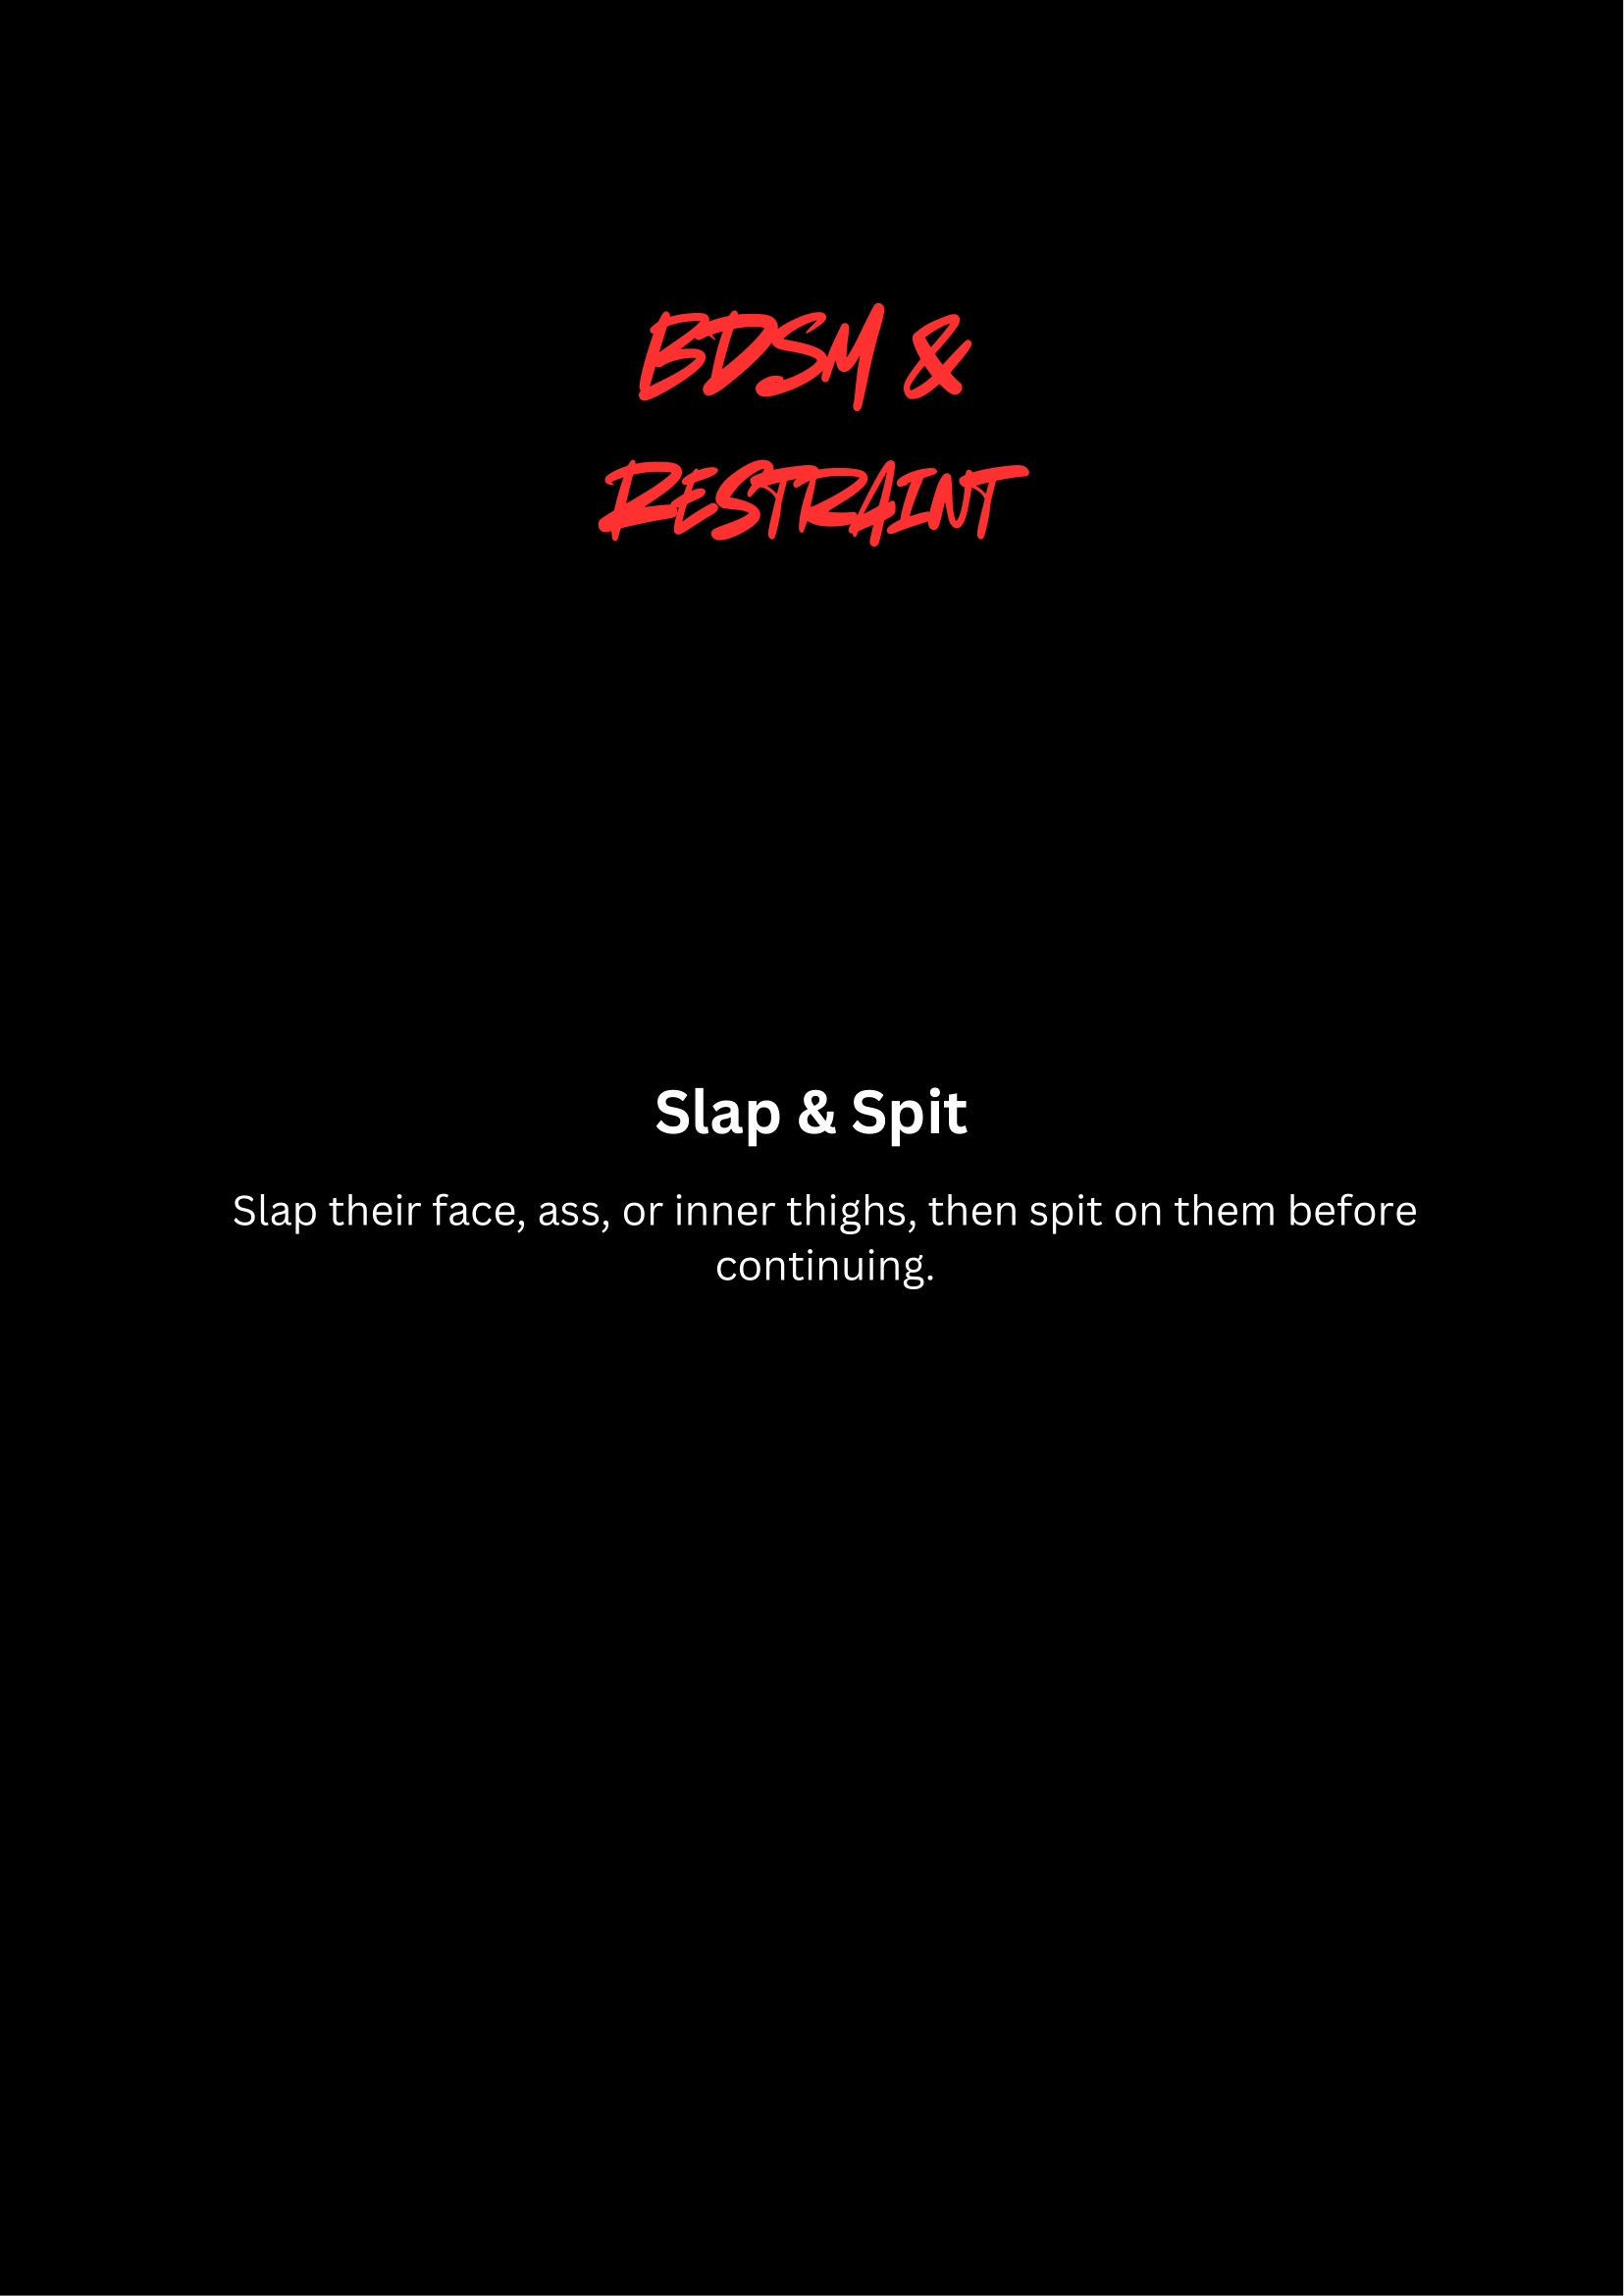 BDSM &
RESTRAINT
Slap & Spit
Slap their face, ass, or inner thighs, then spit on them before
continuing.